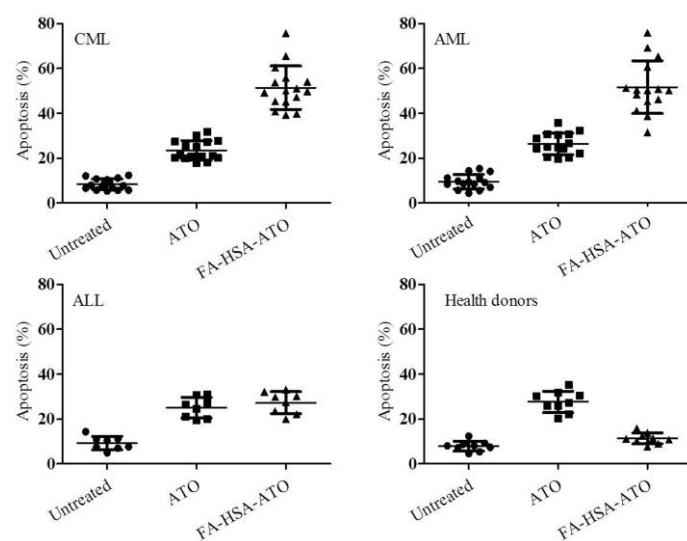 CML
Apoptosis (%)
80
60
40
20
0
Untreated
ATO
FA-HSA-ATO
AML
Apoptosis (%)
80
60
40
20
0
Untreated
ATO
FA-HSA-ATO
ALL
Apoptosis (%)
80
60
40
20
0
Untreated
ATO
FA-HSA-ATO
Health donors
Apoptosis (%)
80
60
40
20
0
Untreated
ATO
FA-HSA-ATO